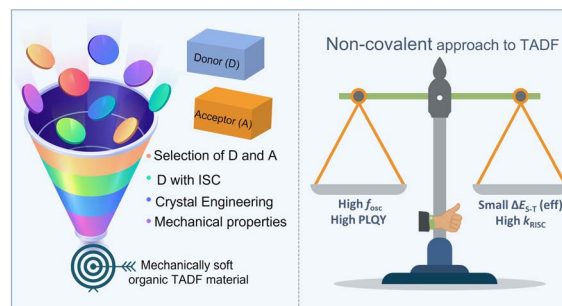 Donor (D)
Acceptor (A)
Selection of D and A
D with ISC
Crystal Engineering
Mechanical properties
Mechanically soft
organic TADF material
Non-covalent approach to TADF
High fosc
High PLQY
Small ΔES-T (eff)
High kRISC